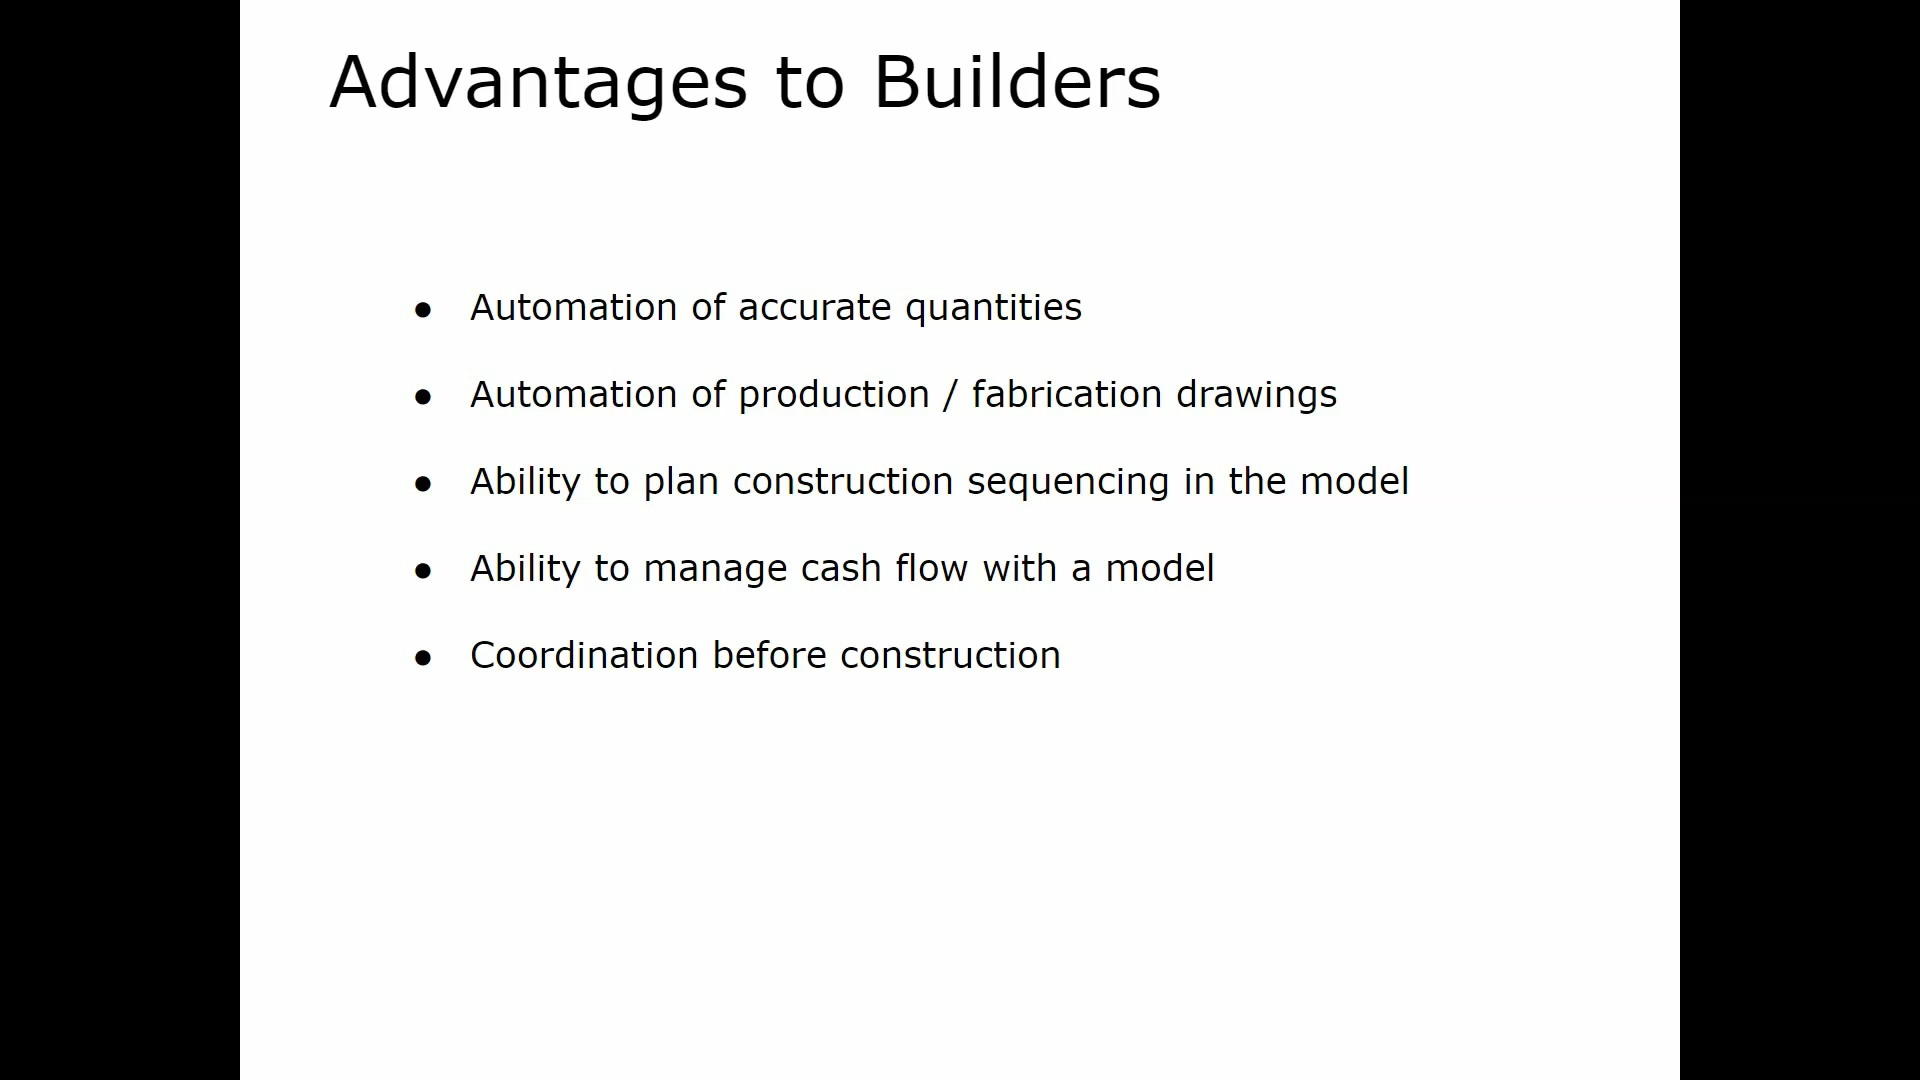 Advantages to Builders
● Automation of accurate quantities
● Automation of production / fabrication drawings
● Ability to plan construction sequencing in the model
● Ability to manage cash flow with a model
● Coordination before construction